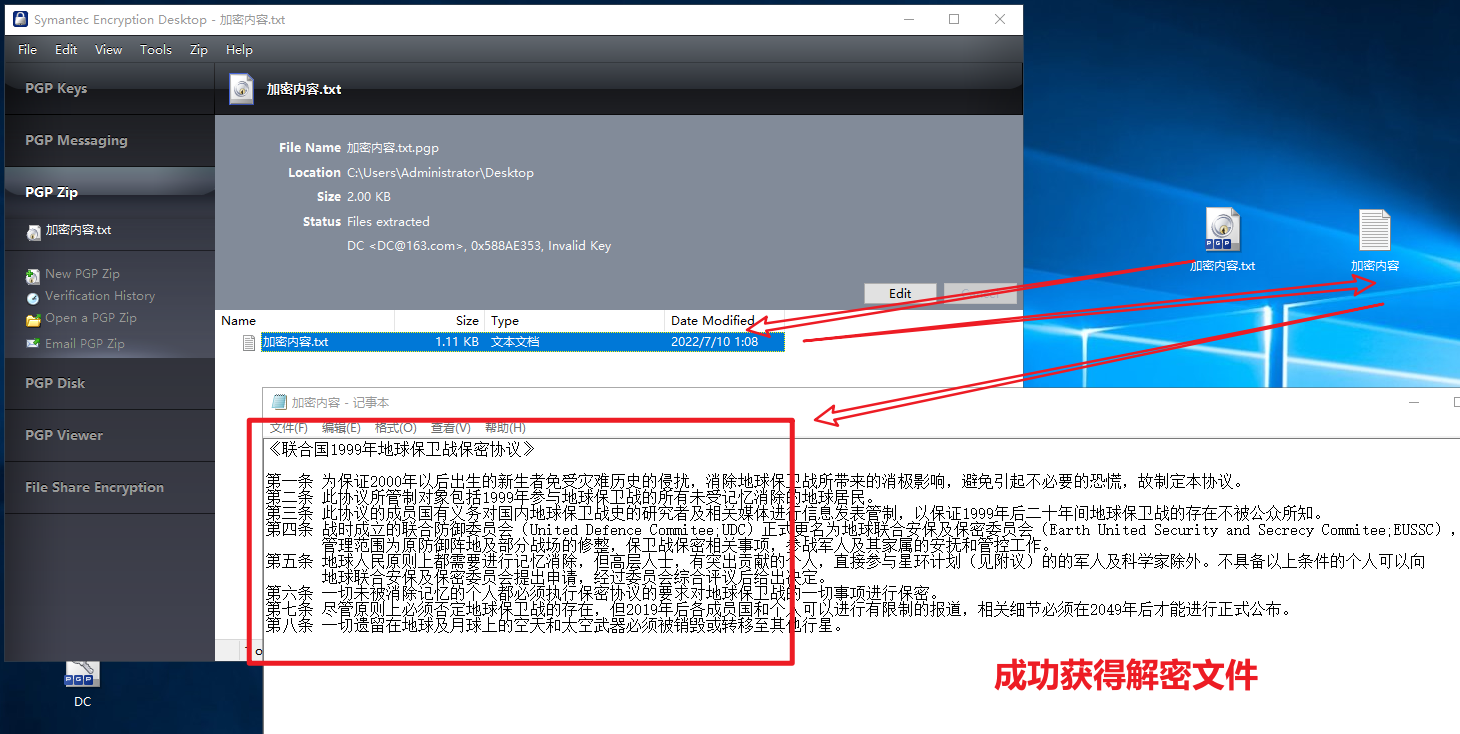 Symantec Encryption Desktop - 加密内容.txt
File Edit View Tools Zip Help
PGP Keys
加密内容.txt
PGP Messaging
PGP Zip
加密内容.txt
New PGP Zip
Verification History
Open a PGP Zip
Email PGP Zip
PGP Disk
PGP Viewer
File Share Encryption
File Name 加密内容.txt.pgp
Location C:\Users\Administrator\Desktop
Size 2.00 KB
Status Files extracted
DC <DC@163.com>, 0x588AE353, Invalid Key
Edit
Name Size Type Date Modified
加密内容.txt 1.11 KB 文本文档 2022/7/10 1:08
PGP
加密内容.txt
加密内容
加密内容 - 记事本
文件(F) 编辑(E) 格式(O) 查看(V) 帮助(H)
《联合国1999年地球保卫战保密协议》
第一条 为保证2000年以后出生的新生者免受灾难历史的侵扰，消除地球保卫战所带来的消极影响，避免引起不必要的恐慌，故制定本协议。
第二条 此协议所管制对象包括1999年参与地球保卫战的所有未受记忆消除的地球居民。
第三条 此协议的成员国有义务对国内地球保卫战史的研究者及相关媒体进行信息发表管制，以保证1999年后二十年间地球保卫战的存在不被公众所知。
第四条 战时成立的联合防御委员会（United Defence Commitee;UDC）正式更名为地球联合安保及保密委员会（Earth United Security and Secrecy Commitee;EUSSC），
管理范围为原防御阵地及部分战场的修整，保卫战保密相关事项，参战军人及其家属的安抚和管控工作。
第五条 地球人民原则上都需要进行记忆消除，但高层人士，有突出贡献的个人，直接参与星环计划（见附议）的的军人及科学家除外。不具备以上条件的个人可以向
地球联合安保及保密委员会提出申请，经过委员会综合评议后给出决定。
第六条 一切未被消除记忆的个人都必须执行保密协议的要求对地球保卫战的一切事项进行保密。
第七条 尽管原则上必须否定地球保卫战的存在，但2019年后各成员国和个人可以进行有限制的报道，相关细节必须在2049年后才能进行正式公布。
第八条 一切遗留在地球及月球上的空天和太空武器必须被销毁或转移至其他行星。
成功获得解密文件
PGP
DC